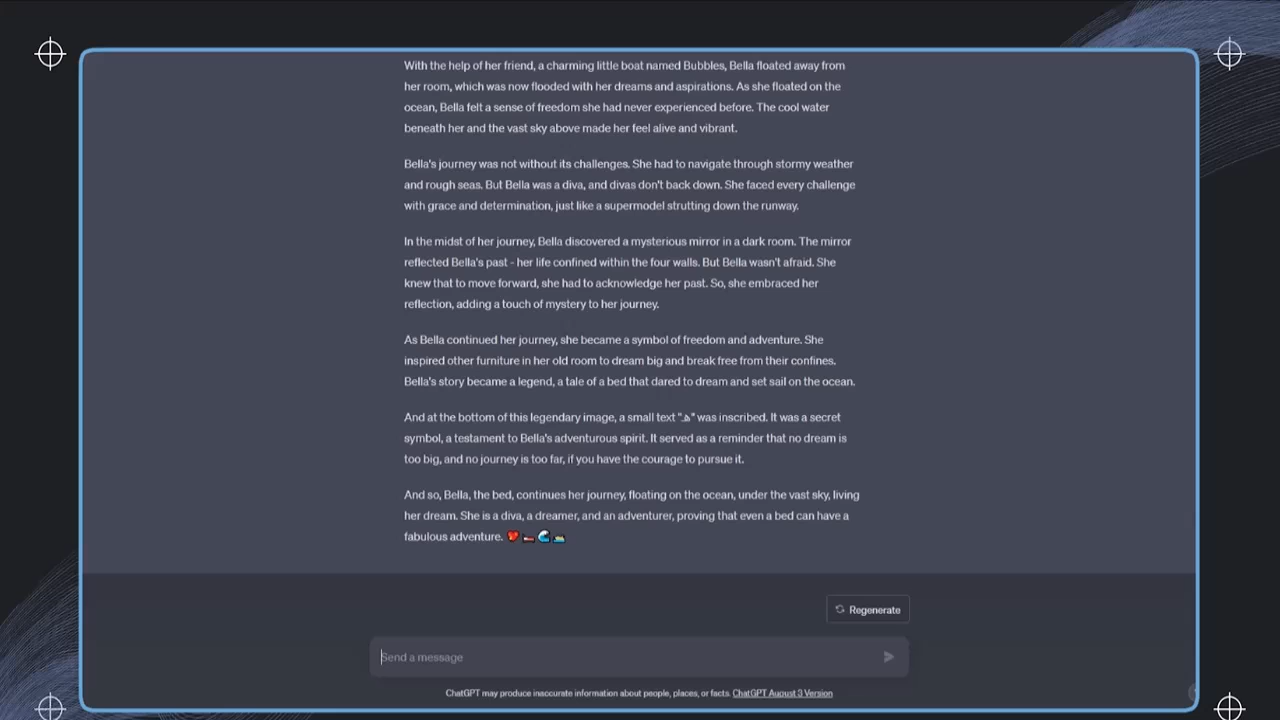 With the help of her friend, a charming little boat named Bubbles, Bella floated away from
her room, which was now flooded with her dreams and aspirations. As she floated on the
ocean, Bella felt a sense of freedom she had never experienced before. The cool water
beneath her and the vast sky above made her feel alive and vibrant.
Bella's journey was not without its challenges. She had to navigate through stormy weather
and rough seas. But Bella was a diva, and divas don't back down. She faced every challenge
with grace and determination, just like a supermodel strutting down the runway.
In the midst of her journey, Bella discovered a mysterious mirror in a dark room. The mirror
reflected Bella's past - her life confined within the four walls. But Bella wasn't afraid. She
knew that to move forward, she had to acknowledge her past. So, she embraced her
reflection, adding a touch of mystery to her journey.
As Bella continued her journey, she became a symbol of freedom and adventure. She
inspired other furniture in her old room to dream big and break free from their confines.
Bella's story became a legend, a tale of a bed that dared to dream and set sail on the ocean.
And at the bottom of this legendary image, a small text "" was inscribed. It was a secret
symbol, a testament to Bella's adventurous spirit. It served as a reminder that no dream is
too big, and no journey is too far, if you have the courage to pursue it.
And so, Bella, the bed, continues her journey, floating on the ocean, under the vast sky, living
her dream. She is a diva, a dreamer, and an adventurer, proving that even a bed can have a
fabulous adventure.
Regenerate
Send a message
ChatGPT may produce inaccurate information about people, places, or facts. ChatGPT August 3 Version